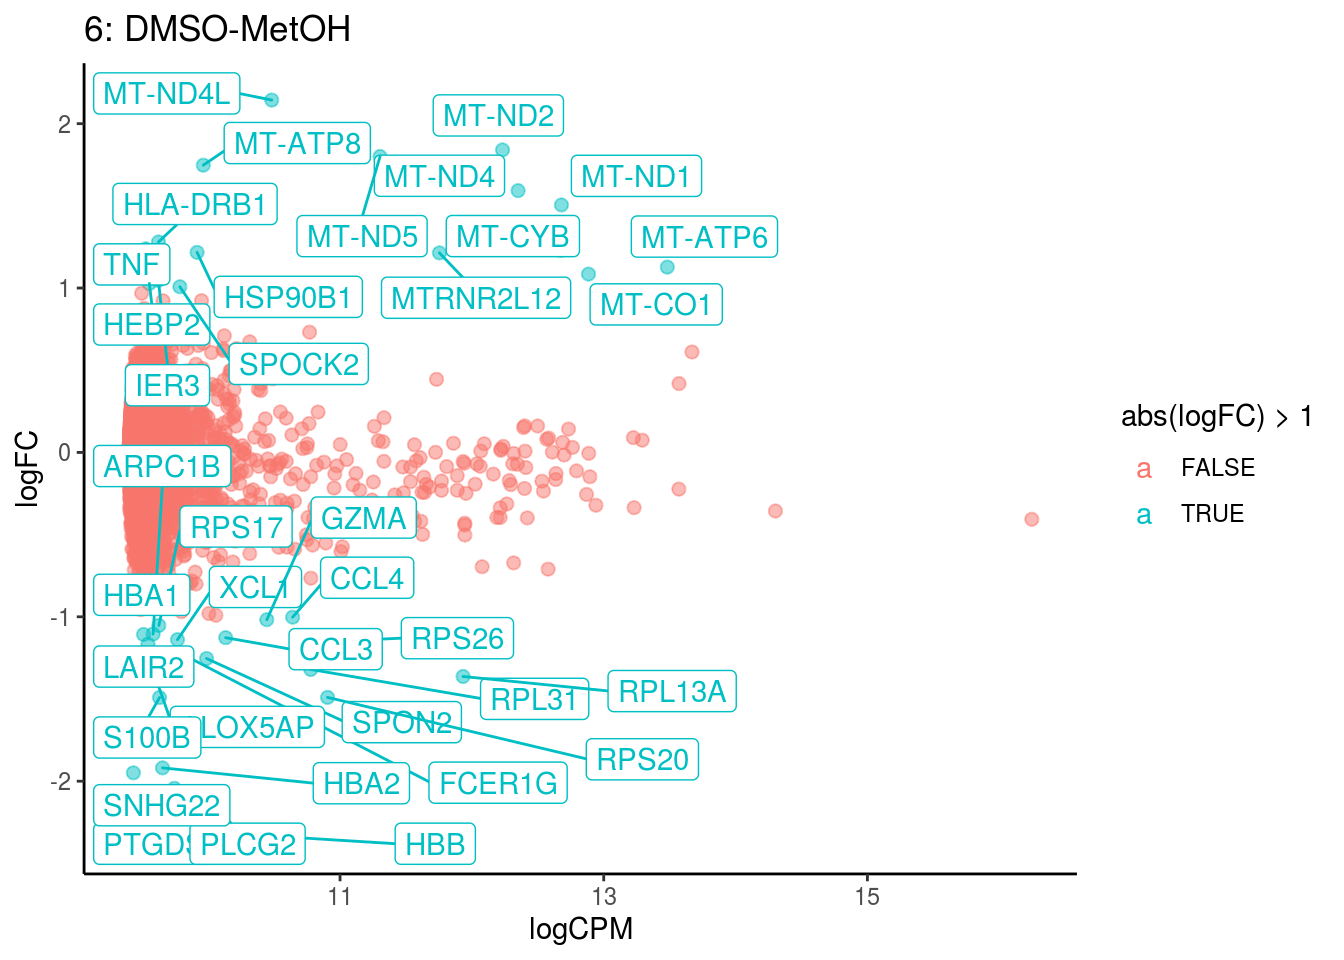 6: DMSO-MetOH
MT-ND4L
MT-ND2
MT-ATP8
MT-ND4
MT-ND1
HLA-DRB1
MT-ND5
MT-CYB
MT-ATP6
TNF
HSP90B1
MTRNR2L12
MT-CO1
HEBP2
SPOCK2
IER3
ARPC1B
RPS17
GZMA
HBA1
XCL1
CCL4
CCL3
RPS26
LAIR2
RPL31
RPL13A
S100B
LOX5AP
SPON2
RPS20
HBA2
FCER1G
SNHG22
PTGDS
PLCG2
HBB
2
1
0
-1
-2
logFC
11
13
15
logCPM
abs(logFC) > 1
a FALSE
a TRUE